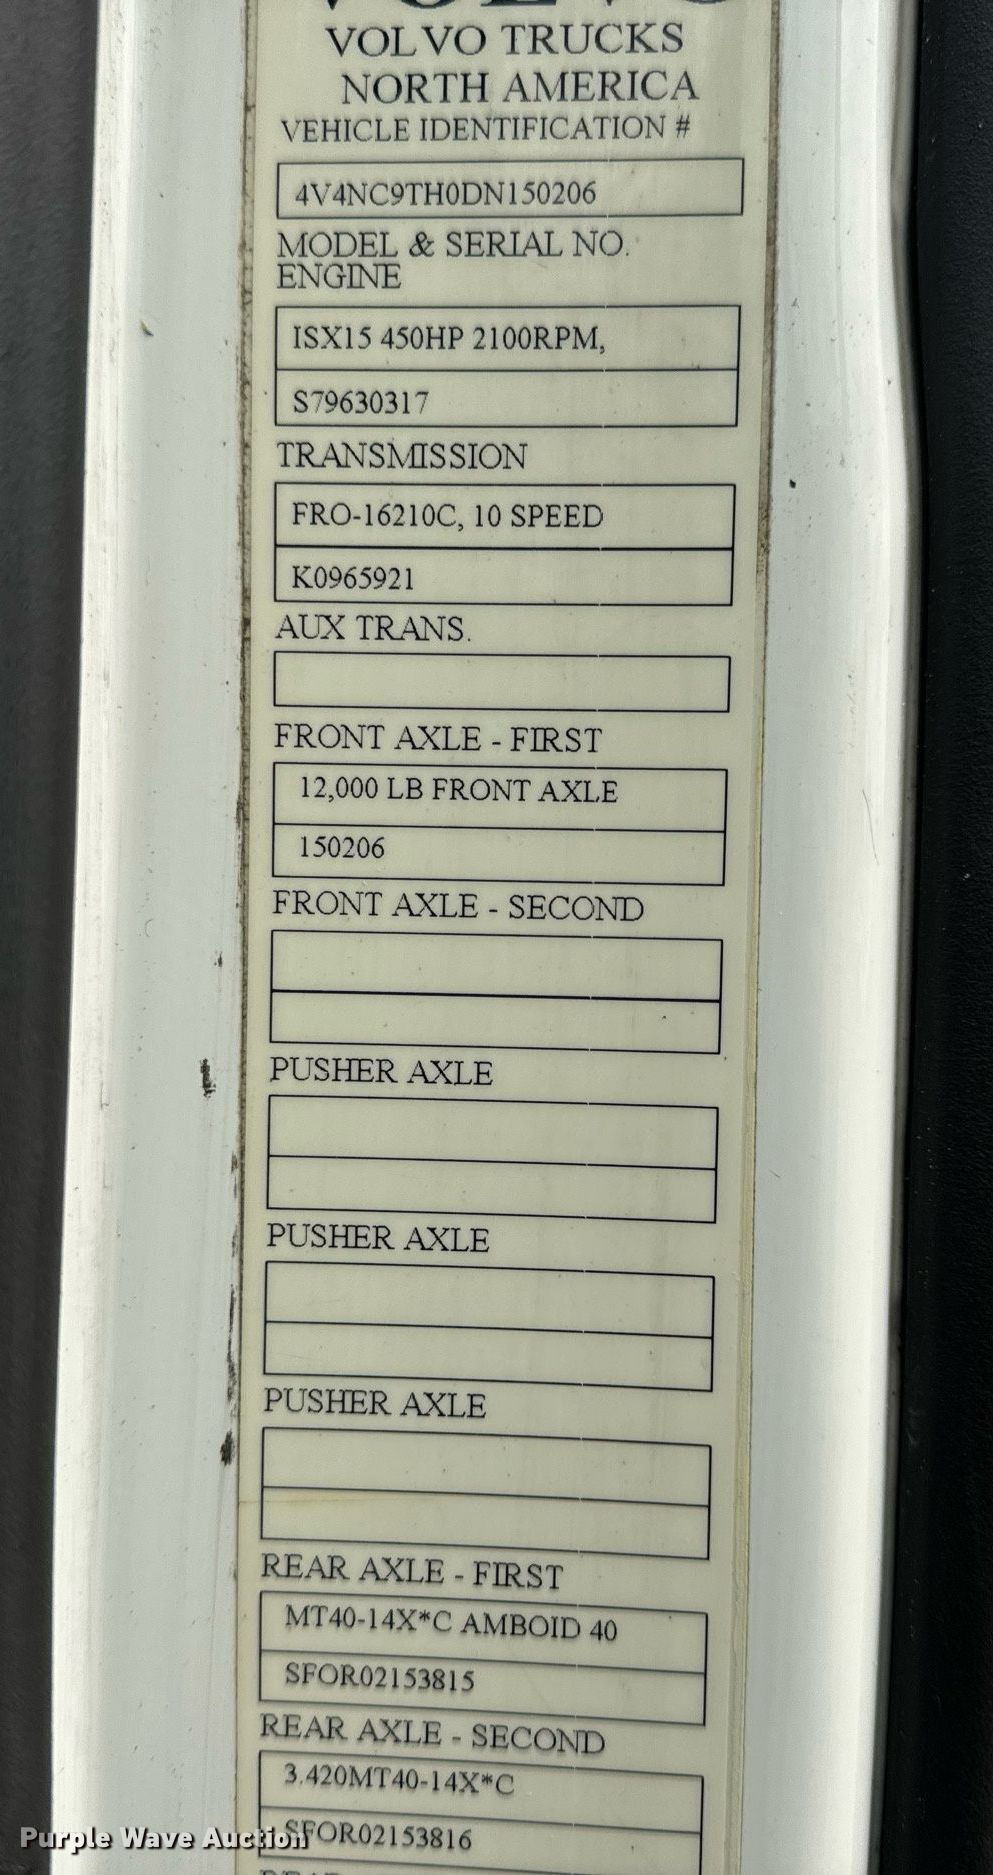 VOLVO
VOLVO TRUCKS
NORTH AMERICA
VEHICLE IDENTIFICATION #
4V4NC9TH0DN150206
MODEL & SERIAL NO.
ENGINE
ISX15 450HP 2100RPM,
S79630317
TRANSMISSION
FRO-16210C, 10 SPEED
K0965921
AUX TRANS.
FRONT AXLE - FIRST
12,000 LB FRONT AXLE
150206
FRONT AXLE - SECOND
PUSHER AXLE
PUSHER AXLE
PUSHER AXLE
REAR AXLE - FIRST
MT40-14X*C AMBOID 40
SFOR02153815
REAR AXLE - SECOND
3.420MT40-14X*C
SFOR02153816
Purple Wave Auction